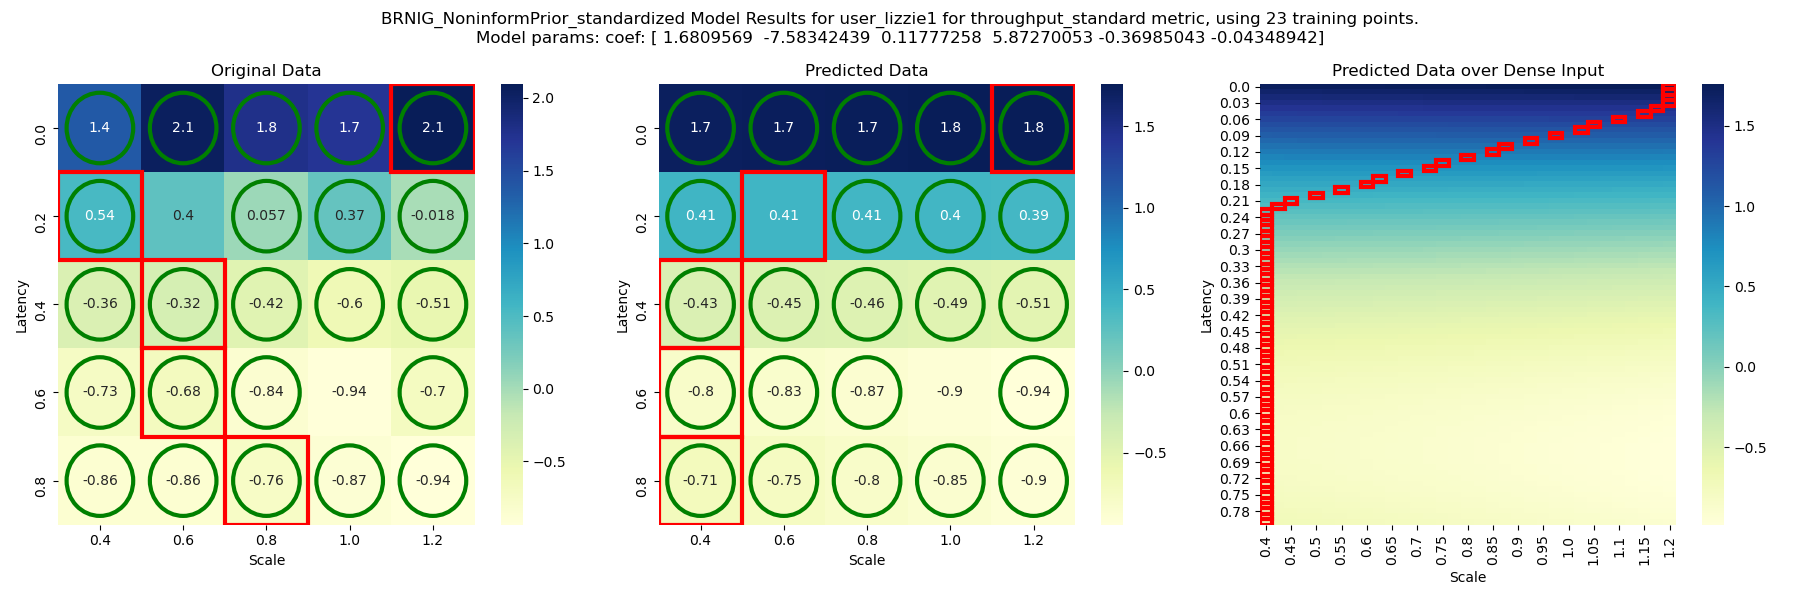 BRNIG_NoninformPrior_standardized Model Results for user_lizzie1 for throughput_standard metric, using 23 training points.
Model params: coef: [ 1.6809569  -7.58342439  0.11777258  5.87270053 -0.36985043 -0.04348942]
Original Data
1.4 2.1 1.8 1.7 2.1
0.54 0.4 0.057 0.37 -0.018
-0.36 -0.32 -0.42 -0.6 -0.51
-0.73 -0.68 -0.84 -0.94 -0.7
-0.86 -0.86 -0.76 -0.87 -0.94
0.0
0.2
0.4
0.6
0.8
Latency
0.4 0.6 0.8 1.0 1.2
Scale
2.0
1.5
1.0
0.5
0.0
−0.5
Predicted Data
1.7 1.7 1.7 1.8 1.8
0.41 0.41 0.41 0.4 0.39
-0.43 -0.45 -0.46 -0.49 -0.51
-0.8 -0.83 -0.87 -0.9 -0.94
-0.71 -0.75 -0.8 -0.85 -0.9
0.0
0.2
0.4
0.6
0.8
Latency
0.4 0.6 0.8 1.0 1.2
Scale
1.5
1.0
0.5
0.0
−0.5
Predicted Data over Dense Input
0.0
0.03
0.06
0.09
0.12
0.15
0.18
0.21
0.24
0.27
0.3
0.33
0.36
0.39
0.42
0.45
0.48
0.51
0.54
0.57
0.6
0.63
0.66
0.69
0.72
0.75
0.78
Latency
0.4 0.45 0.5 0.55 0.6 0.65 0.7 0.75 0.8 0.85 0.9 0.95 1.0 1.05 1.1 1.15 1.2
Scale
1.5
1.0
0.5
0.0
−0.5